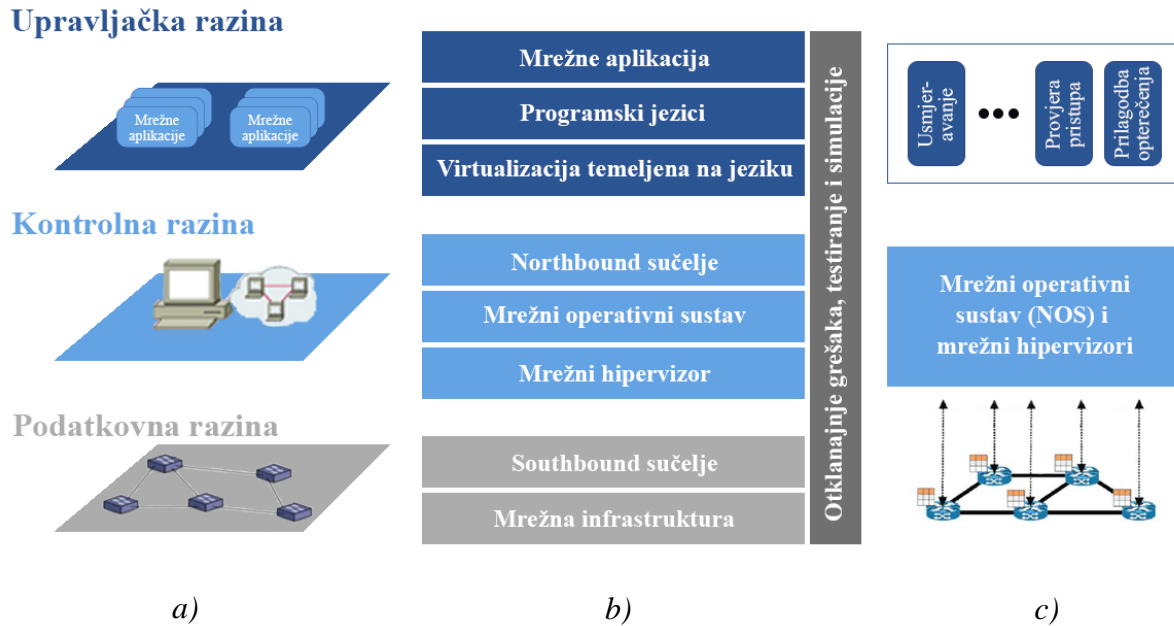 Upravljačka razina
Mrežne
aplikacije
Mrežne
aplikacije
Kontrolna razina
Podatkovna razina
a)
Mrežne aplikacija
Programski jezici
Virtualizacija temeljena na jeziku
Northbound sučelje
Mrežni operativni sustav
Mrežni hipervizor
Southbound sučelje
Mrežna infrastruktura
Otklanajnje grešaka, testiranje i simulacije
b)
Usmjer-
avanje
Provjera
pristupa
Prilagodba
opterečenja
Mrežni operativni
sustav (NOS) i
mrežni hipervizori
c)